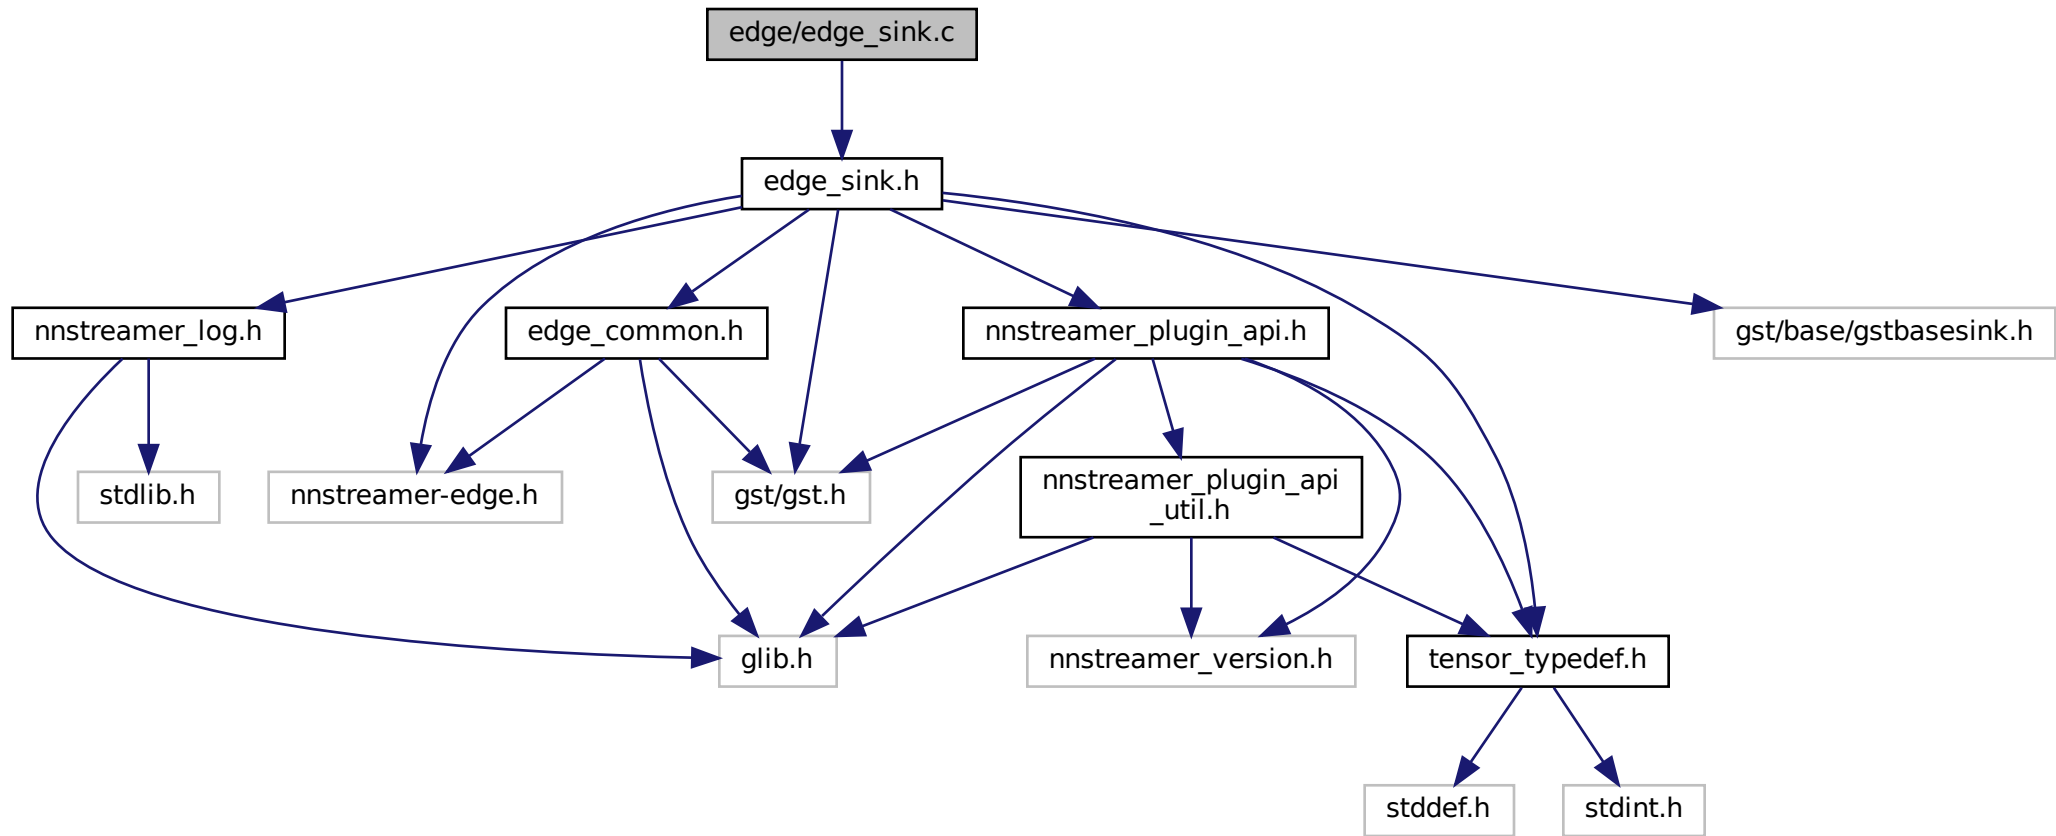 edge/edge_sink.c
edge_sink.h
nnstreamer_log.h
edge_common.h
nnstreamer_plugin_api.h
gst/base/gstbasesink.h
stdlib.h
nnstreamer-edge.h
gst/gst.h
nnstreamer_plugin_api
_util.h
glib.h
nnstreamer_version.h
tensor_typedef.h
stddef.h
stdint.h